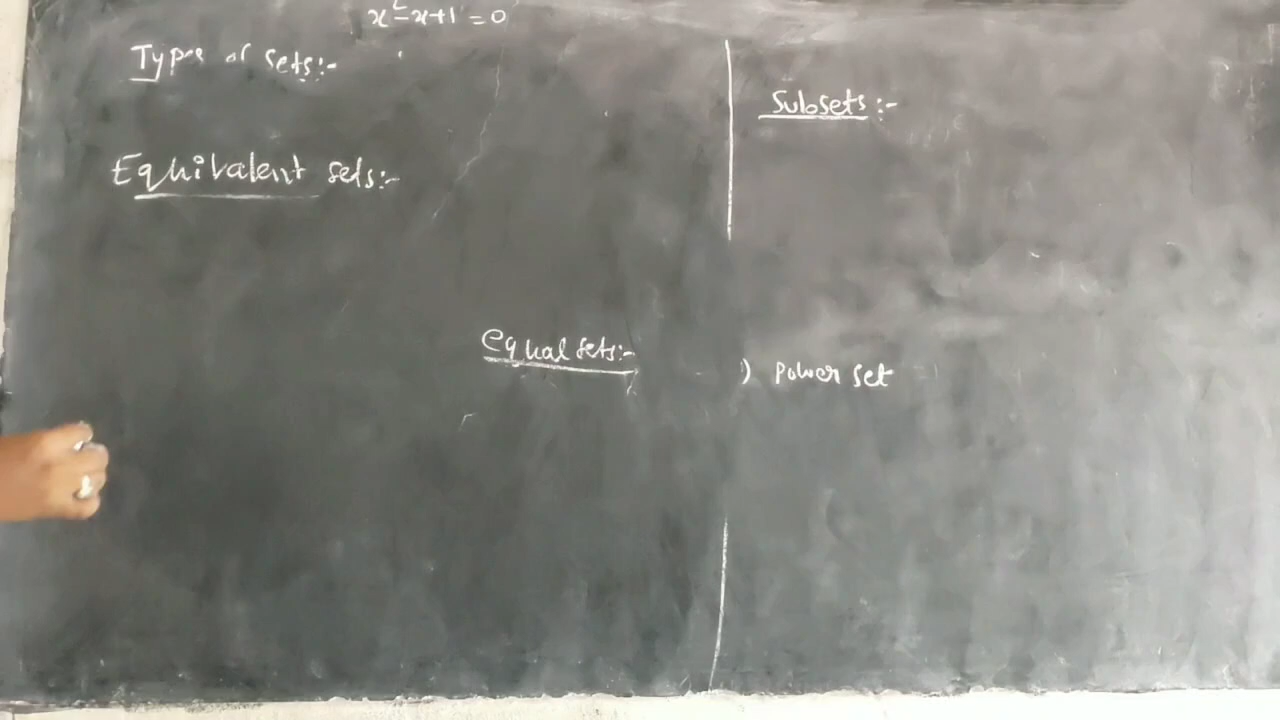 x²-x+1=0
Types of sets:-
Equivalent sets:-
equal sets:-
Subsets:-
) power set